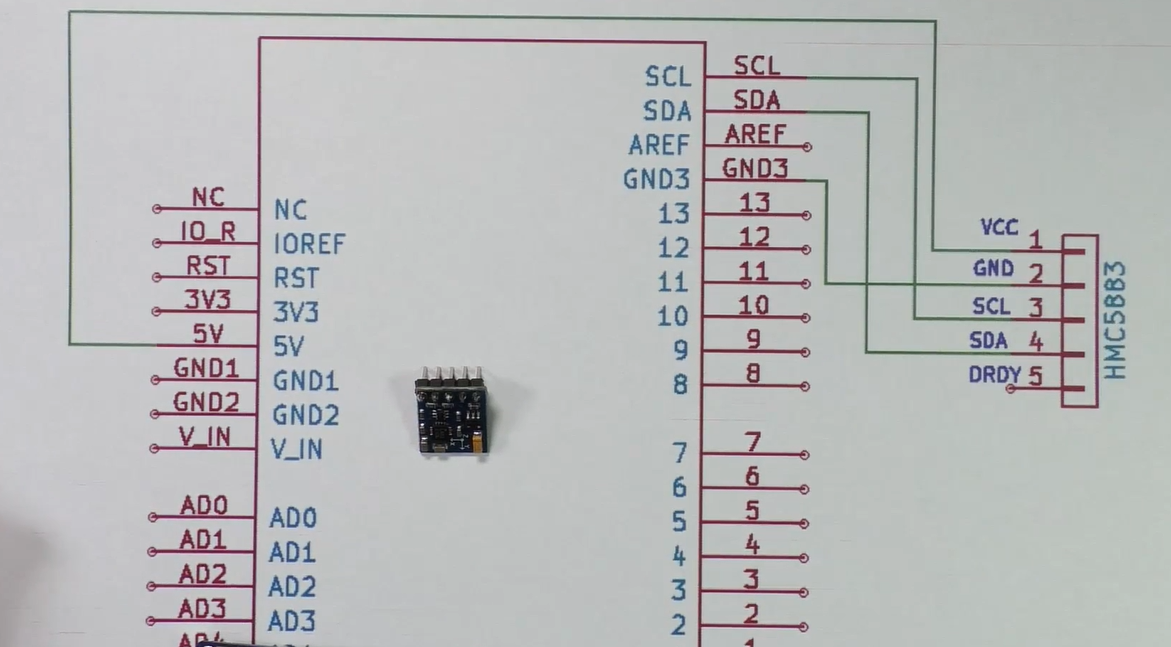 SCL SCL
SDA SDA
AREF AREF
GND3 GND3
NC NC 13 13
IO_R IOREF 12 12
VCC 1
RST RST 11 11
GND 2
3V3 3V3 10 10
SCL 3
5V 5V 9 9
SDA 4
GND1 GND1 8 8
DRDY 5
HMC5883
GND2 GND2
V_IN V_IN 7 7
6 6
AD0 AD0 5 5
AD1 AD1 4 4
AD2 AD2 3 3
AD3 AD3 2 2